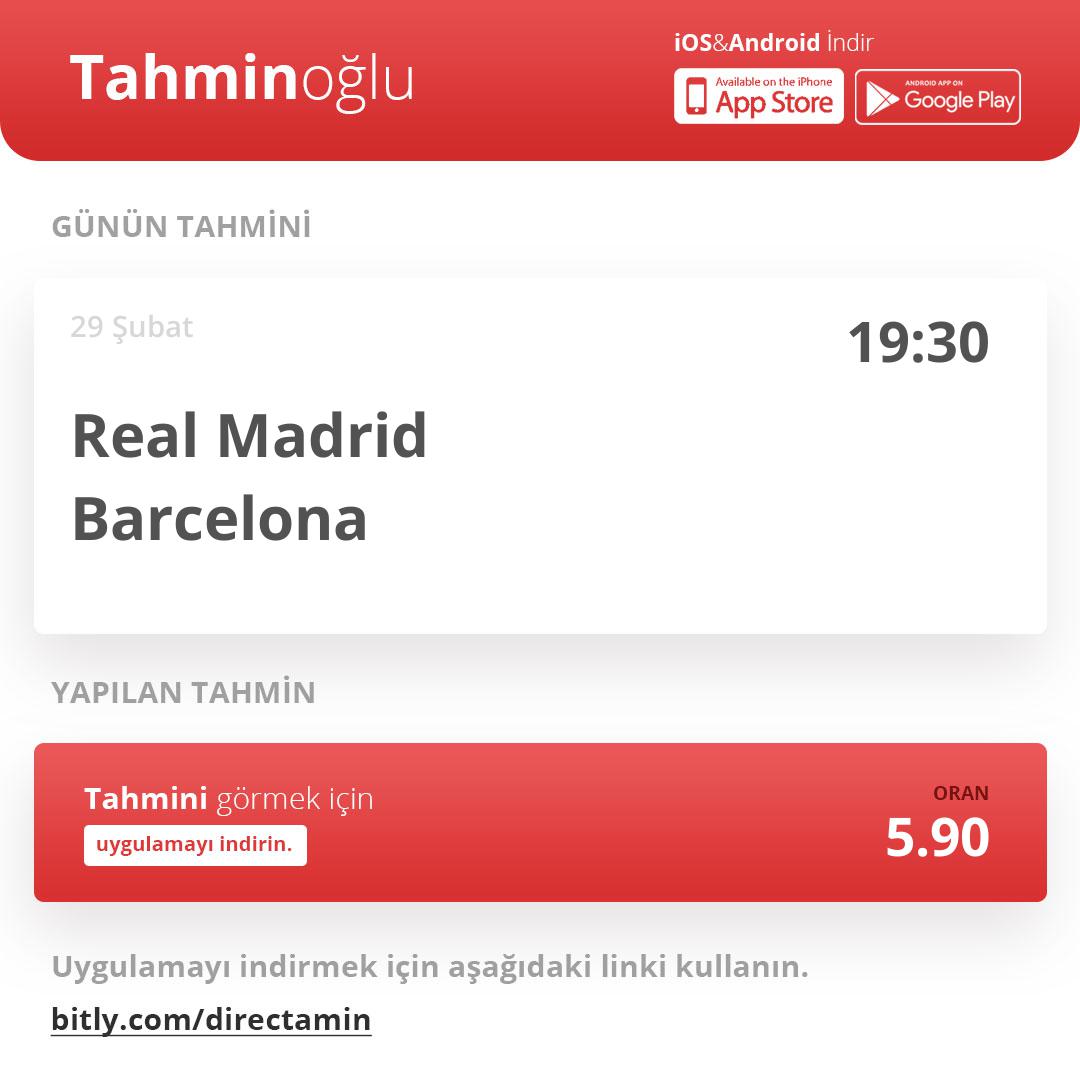 Tahminoğlu
iOS&Android İndir
Available on the iPhone
App Store
ANDROID APP ON
Google Play
GÜNÜN TAHMİNİ
29 Şubat
19:30
Real Madrid
Barcelona
YAPILAN TAHMİN
Tahmini görmek için
uygulamayı indirin.
ORAN
5.90
Uygulamayı indirmek için aşağıdaki linki kullanın.
bitly.com/directamin